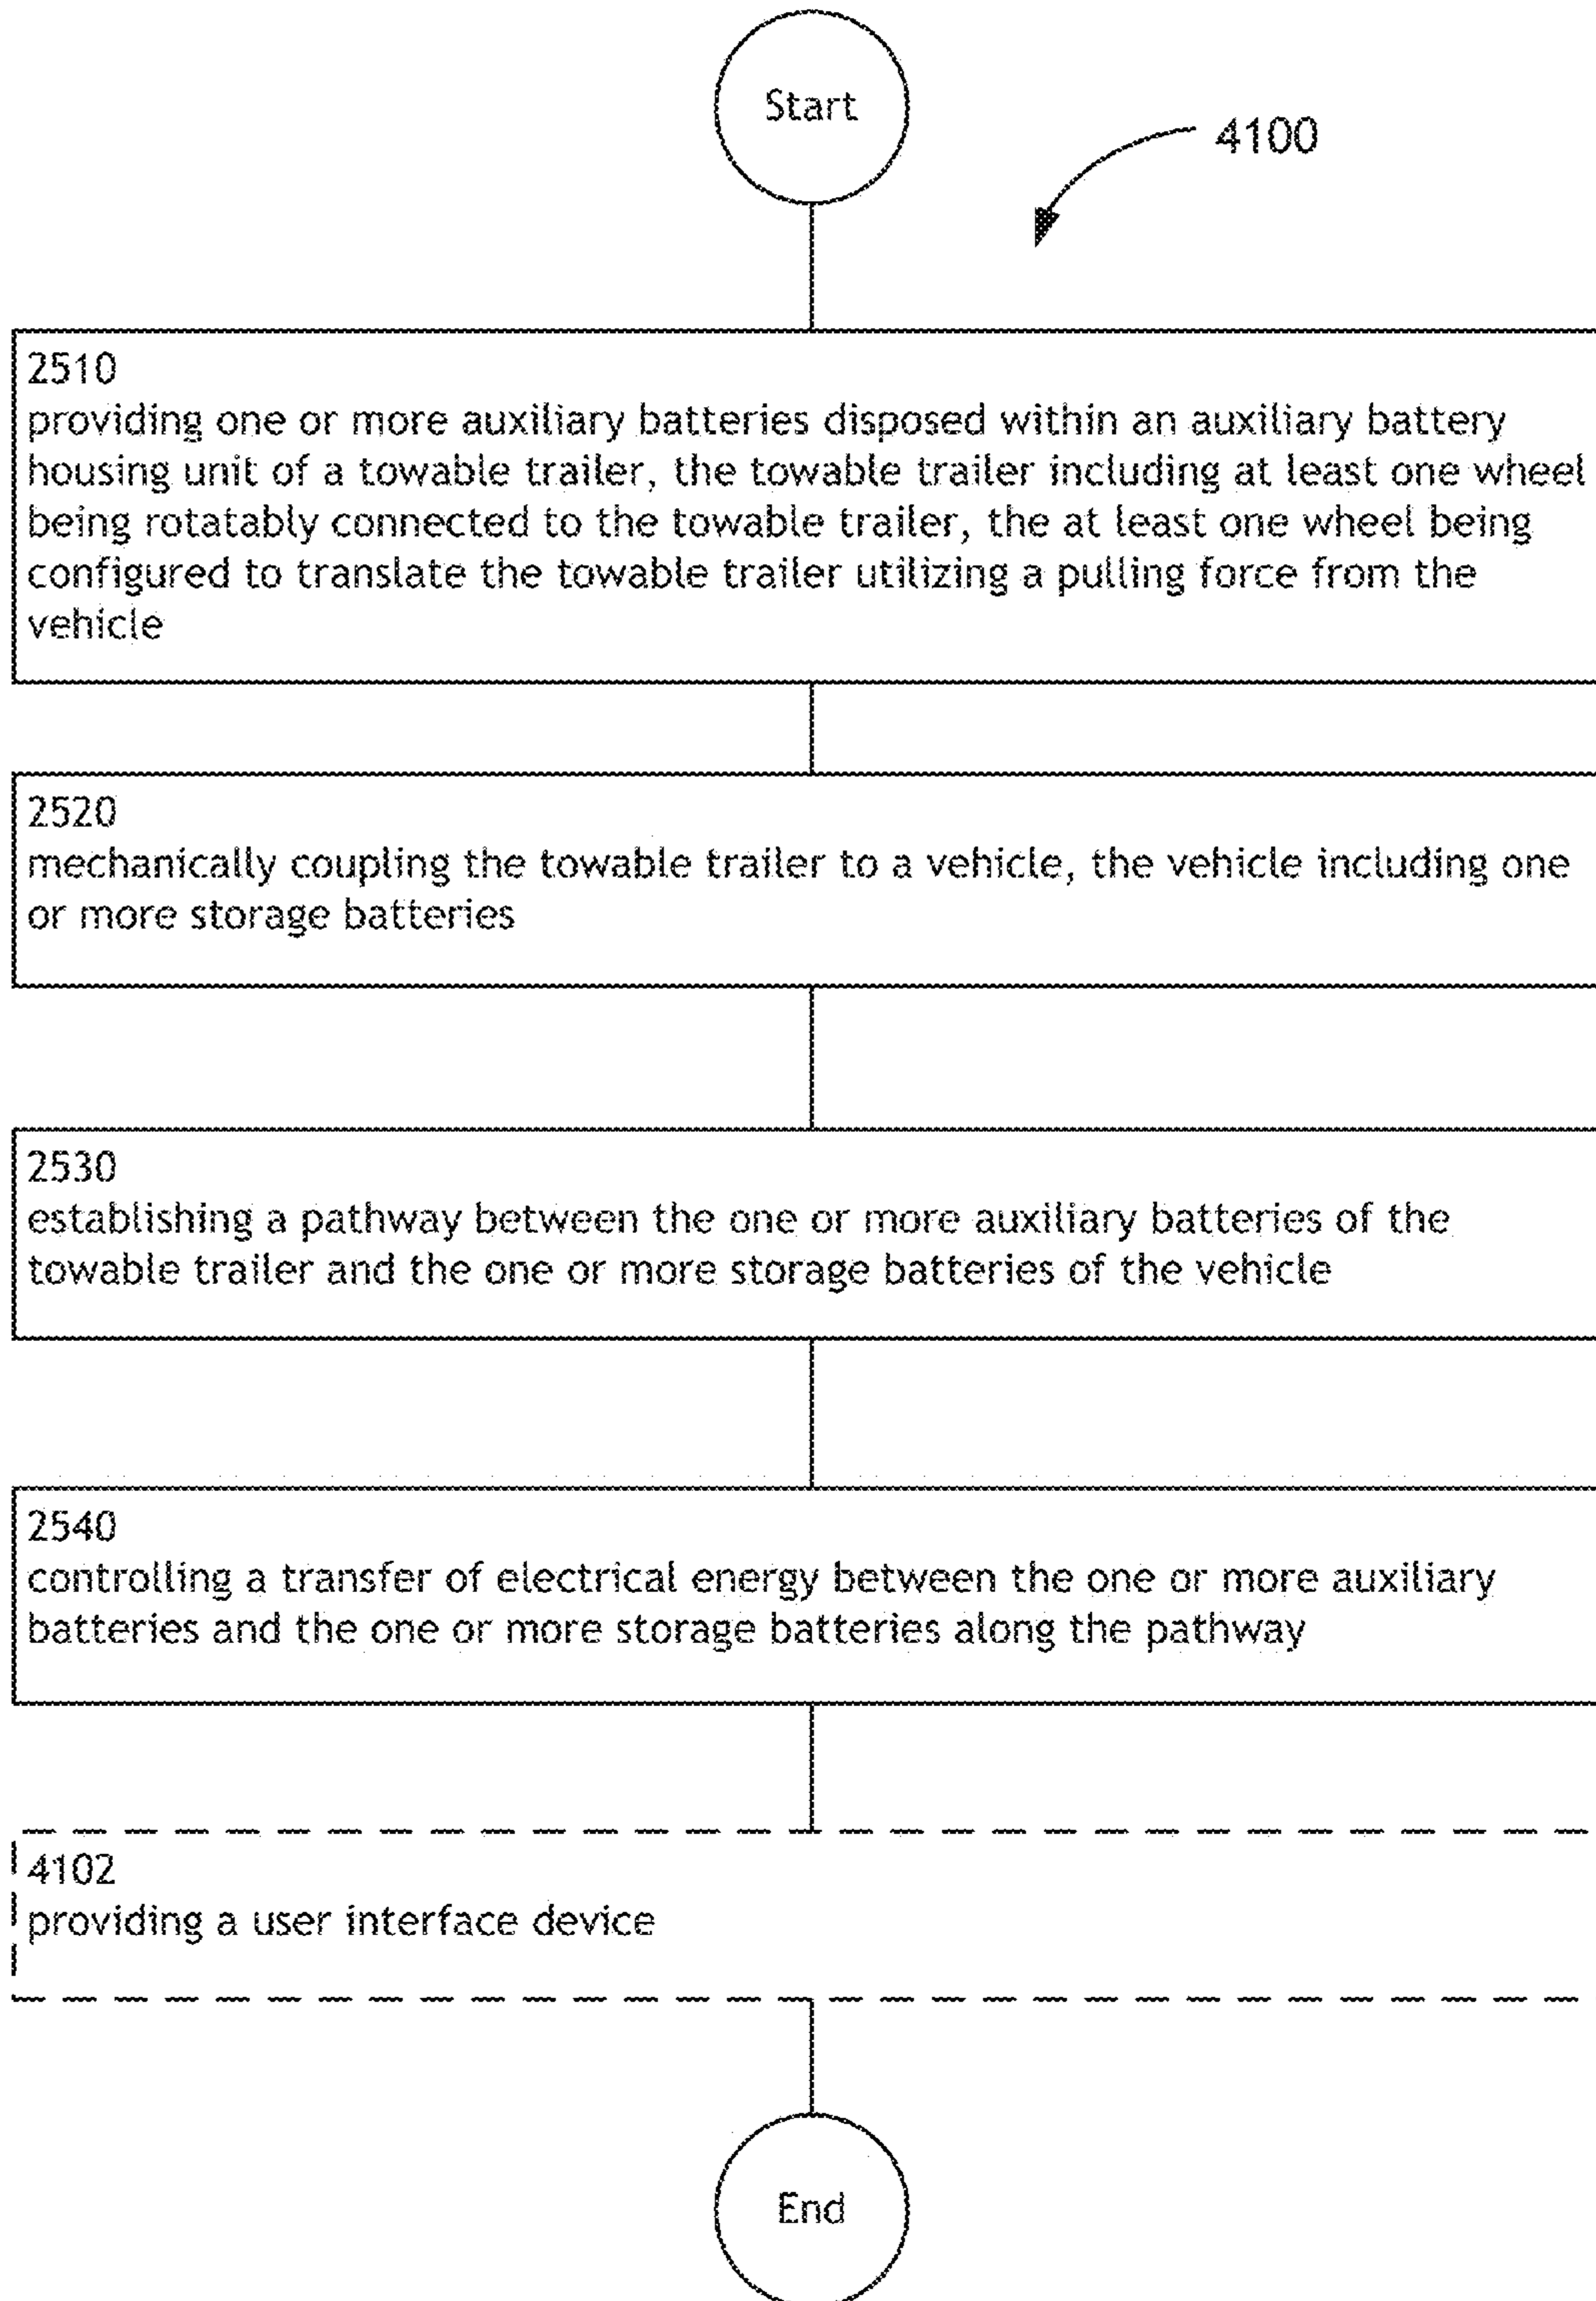 Start
4100
2510
providing one or more auxiliary batteries disposed within an auxiliary battery
housing unit of a towable trailer, the towable trailer including at least one wheel
being rotatably connected to the towable trailer, the at least one wheel being
configured to translate the towable trailer utilizing a pulling force from the
vehicle
2520
mechanically coupling the towable trailer to a vehicle, the vehicle including one
or more storage batteries
2530
establishing a pathway between the one or more auxiliary batteries of the
towable trailer and the one or more storage batteries of the vehicle
2540
controlling a transfer of electrical energy between the one or more auxiliary
batteries and the one or more storage batteries along the pathway
4102
providing a user interface device
End